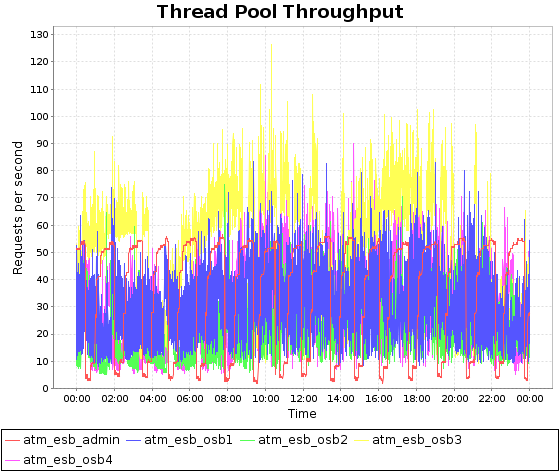 Thread Pool Throughput
130
120
110
100
90
80
70
60
50
40
30
20
10
0
Requests per second
00:00 02:00 04:00 06:00 08:00 10:00 12:00 14:00 16:00 18:00 20:00 22:00 00:00
Time
atm_esb_admin atm_esb_osb1 atm_esb_osb2 atm_esb_osb3
atm_esb_osb4